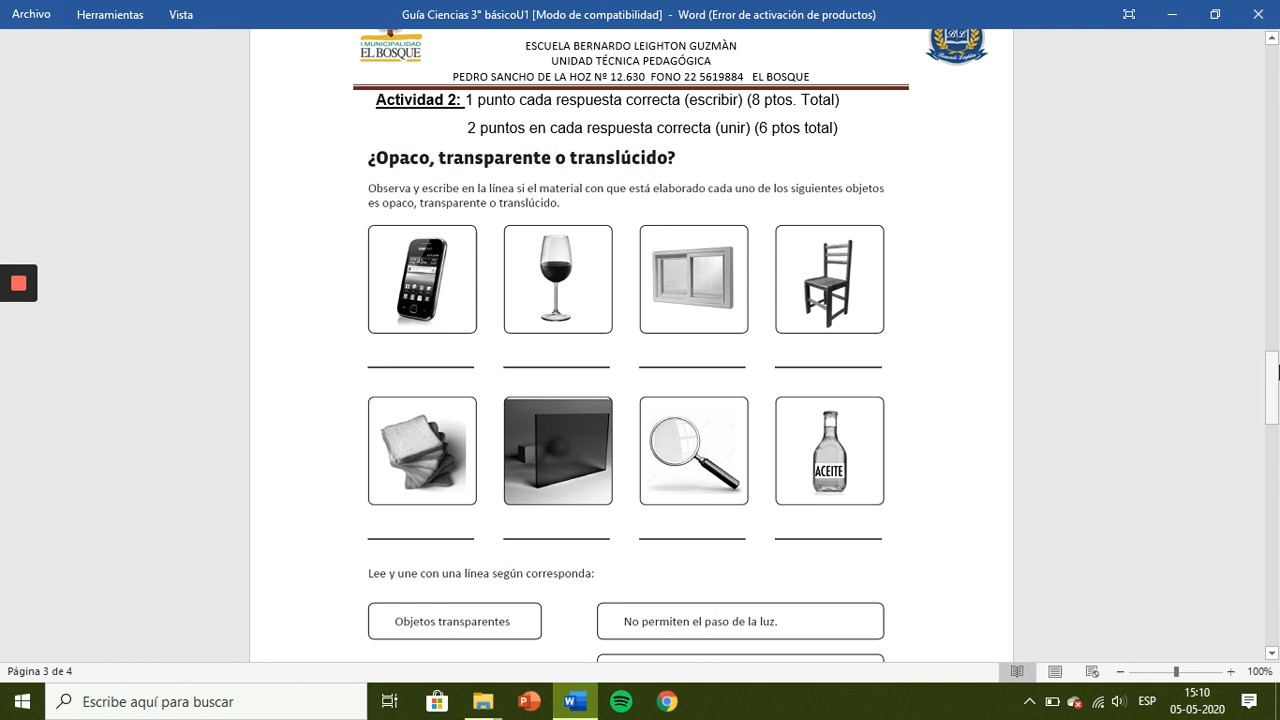 Archivo
Herramientas
Vista
Guía Ciencias 3° básicoU1 [Modo de compatibilidad] - Word (Error de activación de productos)
I.MUNICIPALIDAD
EL BOSQUE
ESCUELA BERNARDO LEIGHTON GUZMÀN
UNIDAD TÉCNICA PEDAGÓGICA
PEDRO SANCHO DE LA HOZ Nº 12.630 FONO 22 5619884 EL BOSQUE
Actividad 2: 1 punto cada respuesta correcta (escribir) (8 ptos. Total)
2 puntos en cada respuesta correcta (unir) (6 ptos total)
¿Opaco, transparente o translúcido?
Observa y escribe en la línea si el material con que está elaborado cada uno de los siguientes objetos
es opaco, transparente o translúcido.
ACEITE
Lee y une con una línea según corresponda:
Objetos transparentes
No permiten el paso de la luz.
Página 3 de 4
100%
Escribe aquí para buscar
ESP
15:10
05-05-2020